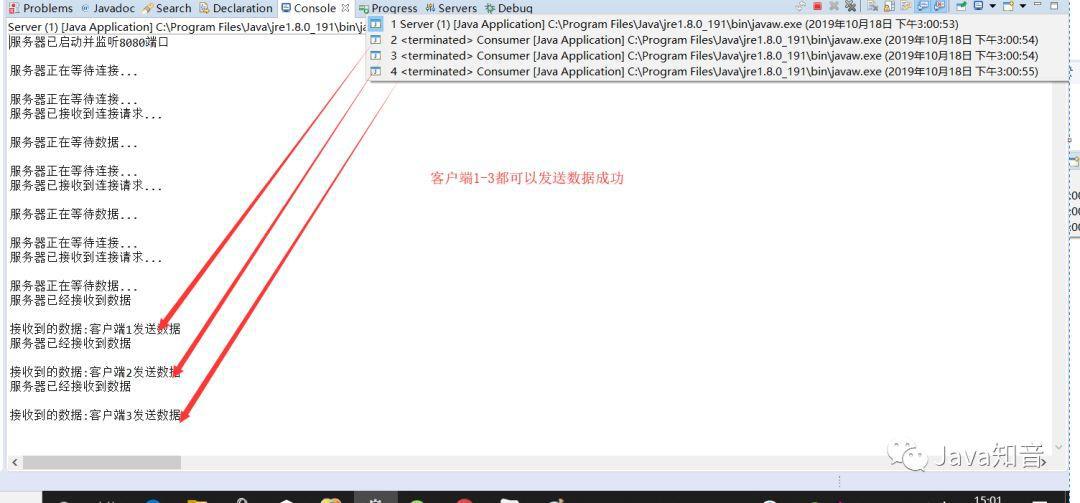 Problems @ Javadoc Search Declaration Console Progress Servers Debug
Server (1) [Java Application] C:\Program Files\Java\jre1.8.0_191\bin\ja
1 Server (1) [Java Application] C:\Program Files\Java\jre1.8.0_191\bin\javaw.exe (2019年10月18日 下午3:00:53)
2 <terminated> Consumer [Java Application] C:\Program Files\Java\jre1.8.0_191\bin\javaw.exe (2019年10月18日 下午3:00:54)
3 <terminated> Consumer [Java Application] C:\Program Files\Java\jre1.8.0_191\bin\javaw.exe (2019年10月18日 下午3:00:54)
4 <terminated> Consumer [Java Application] C:\Program Files\Java\jre1.8.0_191\bin\javaw.exe (2019年10月18日 下午3:00:55)
服务器已启动并监听8080端口
服务器正在等待连接...
服务器正在等待连接...
服务器已接收到连接请求...
服务器正在等待数据...
服务器正在等待连接...
服务器已接收到连接请求...
服务器正在等待数据...
服务器正在等待连接...
服务器已接收到连接请求...
服务器正在等待数据...
服务器已经接收到数据
接收到的数据:客户端1发送数据
服务器已经接收到数据
接收到的数据:客户端2发送数据
服务器已经接收到数据
接收到的数据:客户端3发送数据
客户端1-3都可以发送数据成功
Java知音
15:01